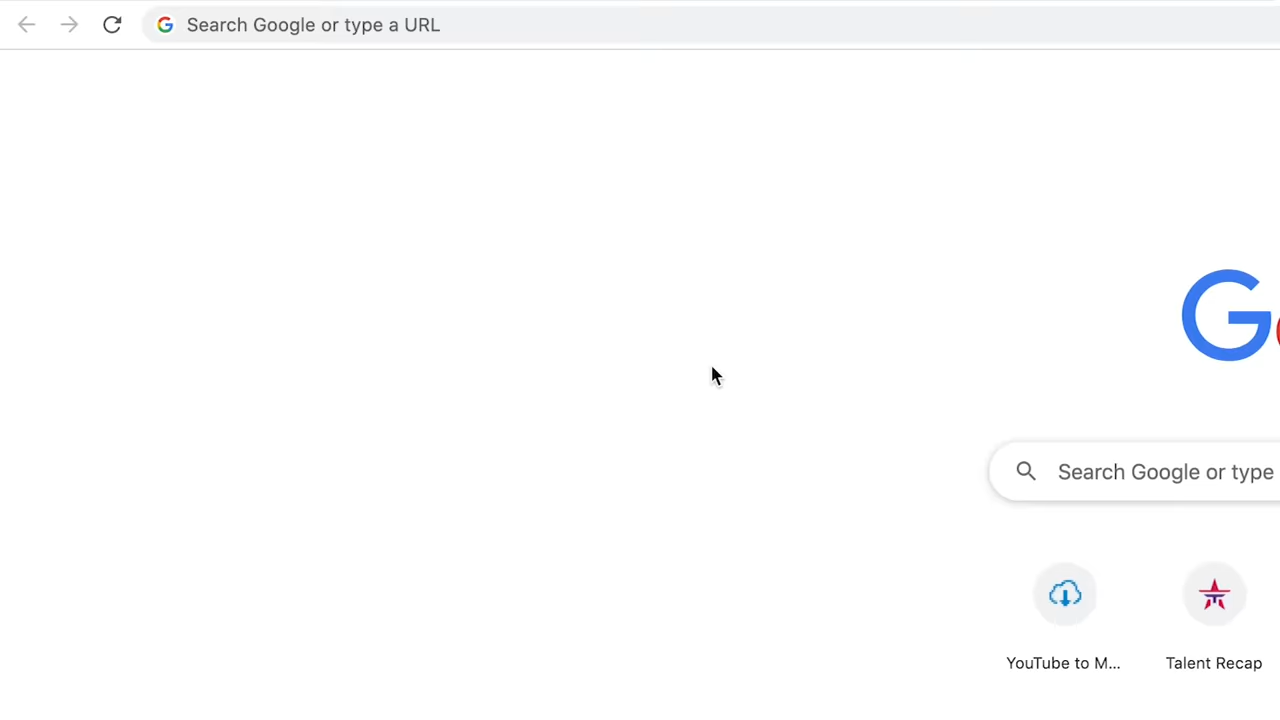 Search Google or type a URL
G
Search Google or type
YouTube to M...
Talent Recap